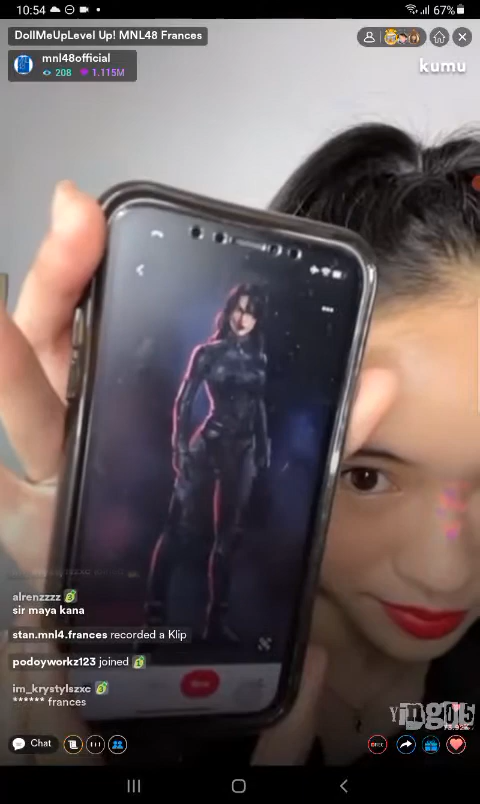 10:54
67%
DollMeUpLevel Up! MNL48 Frances
mnl48official
208 1.115M
kumu
alrenzzzz
sir maya kana
stan.mnl4.frances recorded a Klip
podoyworkz123 joined
im_krystylszxc
****** frances
Chat